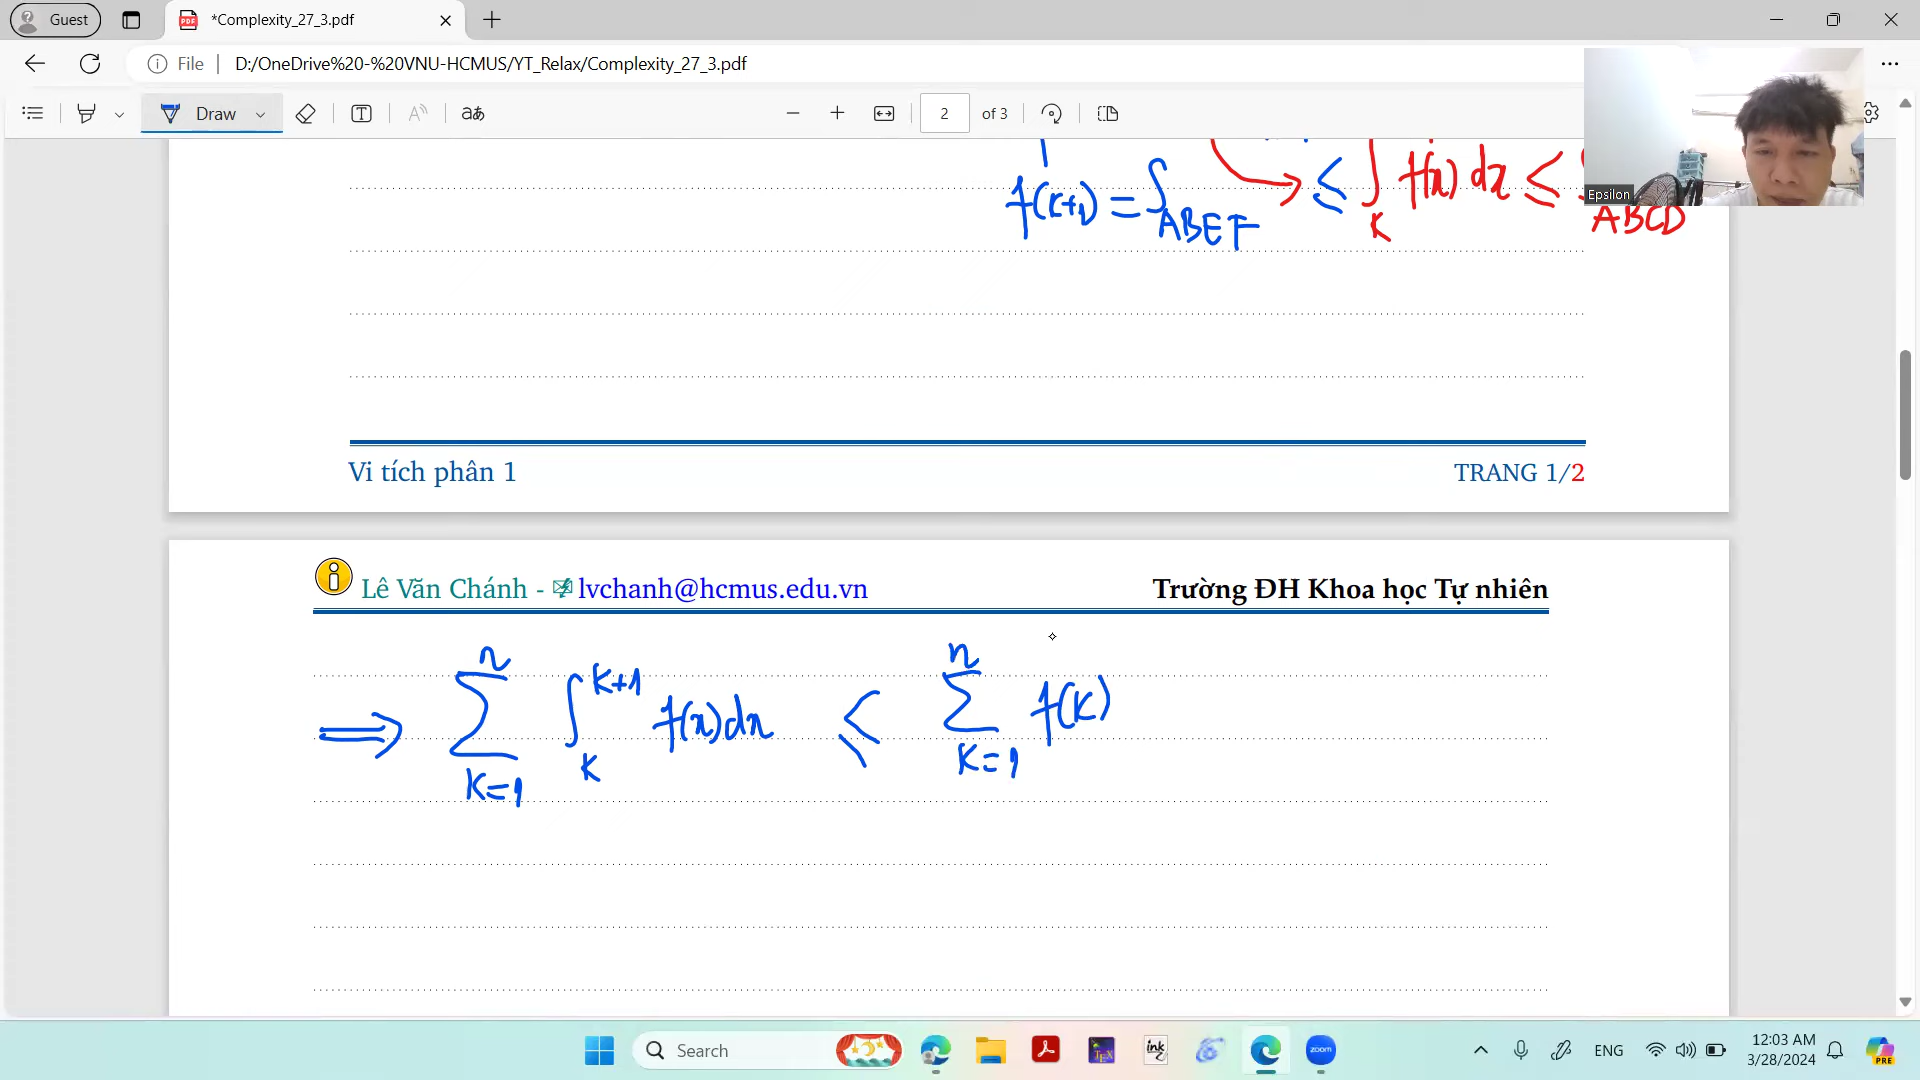 Guest
*Complexity_27_3.pdf
File
D:/OneDrive%20-%20VNU-HCMUS/YT_Relax/Complexity_27_3.pdf
Draw
2 of 3
f(k+1) = ∫ABEF ≤ ∫k f(x) dx ≤ ABCD
Epsilon
Vi tích phân 1
TRANG 1/2
Lê Văn Chánh - lvchanh@hcmus.edu.vn
Trường ĐH Khoa học Tự nhiên
⟹ ∑_{k=1}^{n} ∫_{k}^{k+1} f(x)dx ≤ ∑_{k=1}^{n} f(k)
Search
ENG
12:03 AM
3/28/2024